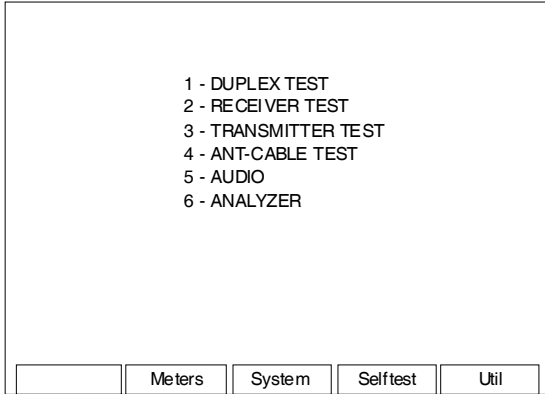 1 - DUPLEX TEST
2 - RECEIVER TEST
3 - TRANSMITTER TEST
4 - ANT-CABLE TEST
5 - AUDIO
6 - ANALYZER
Meters System Selftest Util